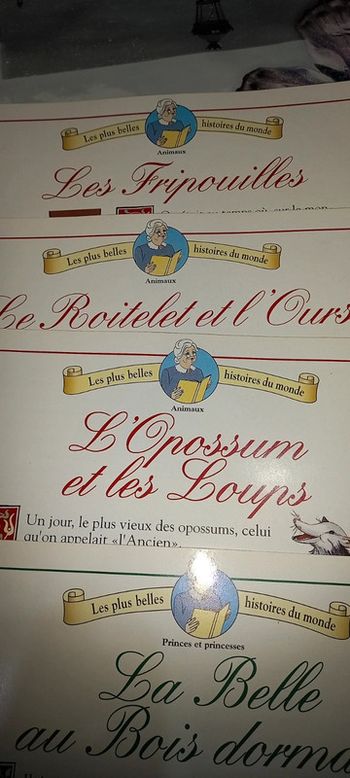 Les plus belles histoires du monde
Animaux
Les Fripouilles
Les plus belles histoires du monde
Animaux
Le Roitelet et l'Ours
Les plus belles histoires du monde
Animaux
L'Opossum
et les Loups
Un jour, le plus vieux des opossums, celui
qu'on appelait «l'Ancien».
Les plus belles histoires du monde
Princes et princesses
La Belle
au Bois dorma